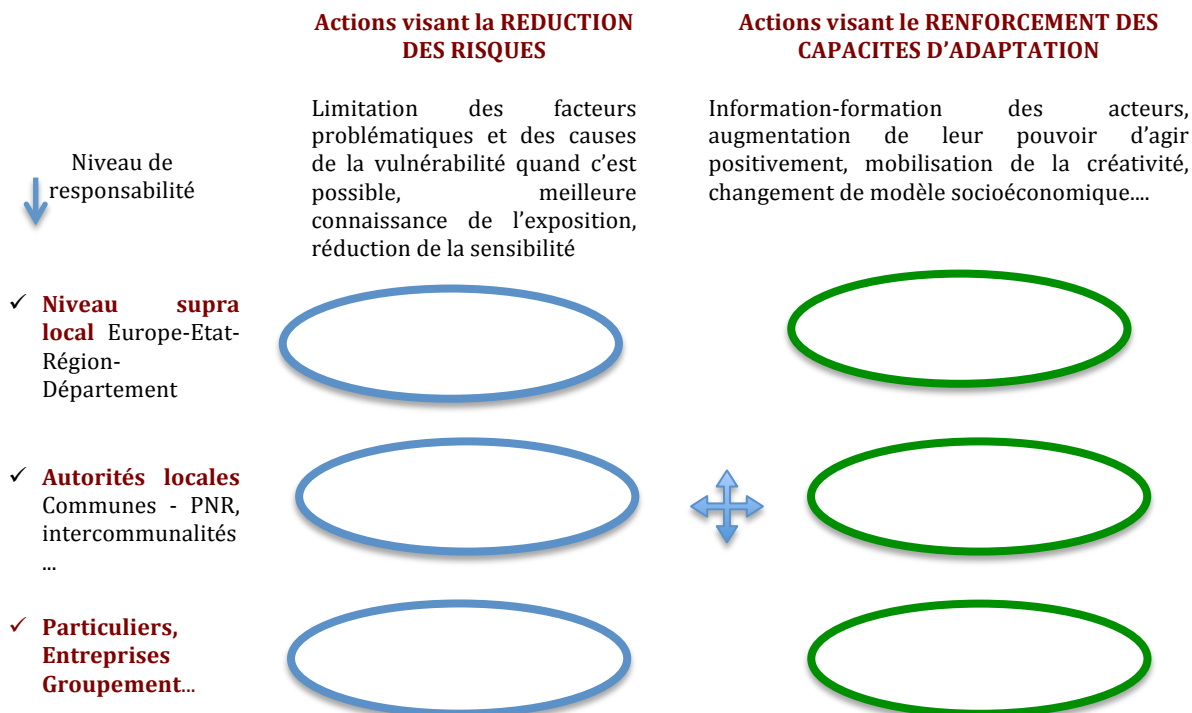 Actions visant la REDUCTION
DES RISQUES
Actions visant le RENFORCEMENT DES
CAPACITES D’ADAPTATION
Limitation des facteurs
problématiques et des causes
de la vulnérabilité quand c’est
possible, meilleure
connaissance de l’exposition,
réduction de la sensibilité
Information-formation des acteurs,
augmentation de leur pouvoir d’agir
positivement, mobilisation de la créativité,
changement de modèle socioéconomique....
Niveau de
responsabilité
✓ Niveau supra
local Europe-Etat-
Région-
Département
✓ Autorités locales
Communes - PNR,
intercommunalités
...
✓ Particuliers,
Entreprises
Groupement...